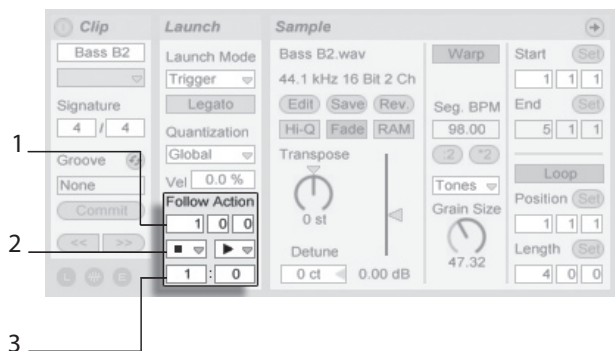 Clip
Bass B2
Signature
4 / 4
Groove
None
Commit
<< >>
Launch
Launch Mode
Trigger
Legato
Quantization
Global
Vel 0.0 %
Follow Action
1 0 0
1 : 0
Sample
Bass B2.wav
44.1 kHz 16 Bit 2 Ch
Edit Save Rev.
Hi-Q Fade RAM
Transpose
0 st
Detune
0 ct 0.00 dB
Warp
Seg. BPM
98.00
:2 *2
Tones
Grain Size
47.32
Start Set
1 1 1
End Set
5 1 1
Loop
Position Set
1 1 1
Length Set
4 0 0
1
2
3